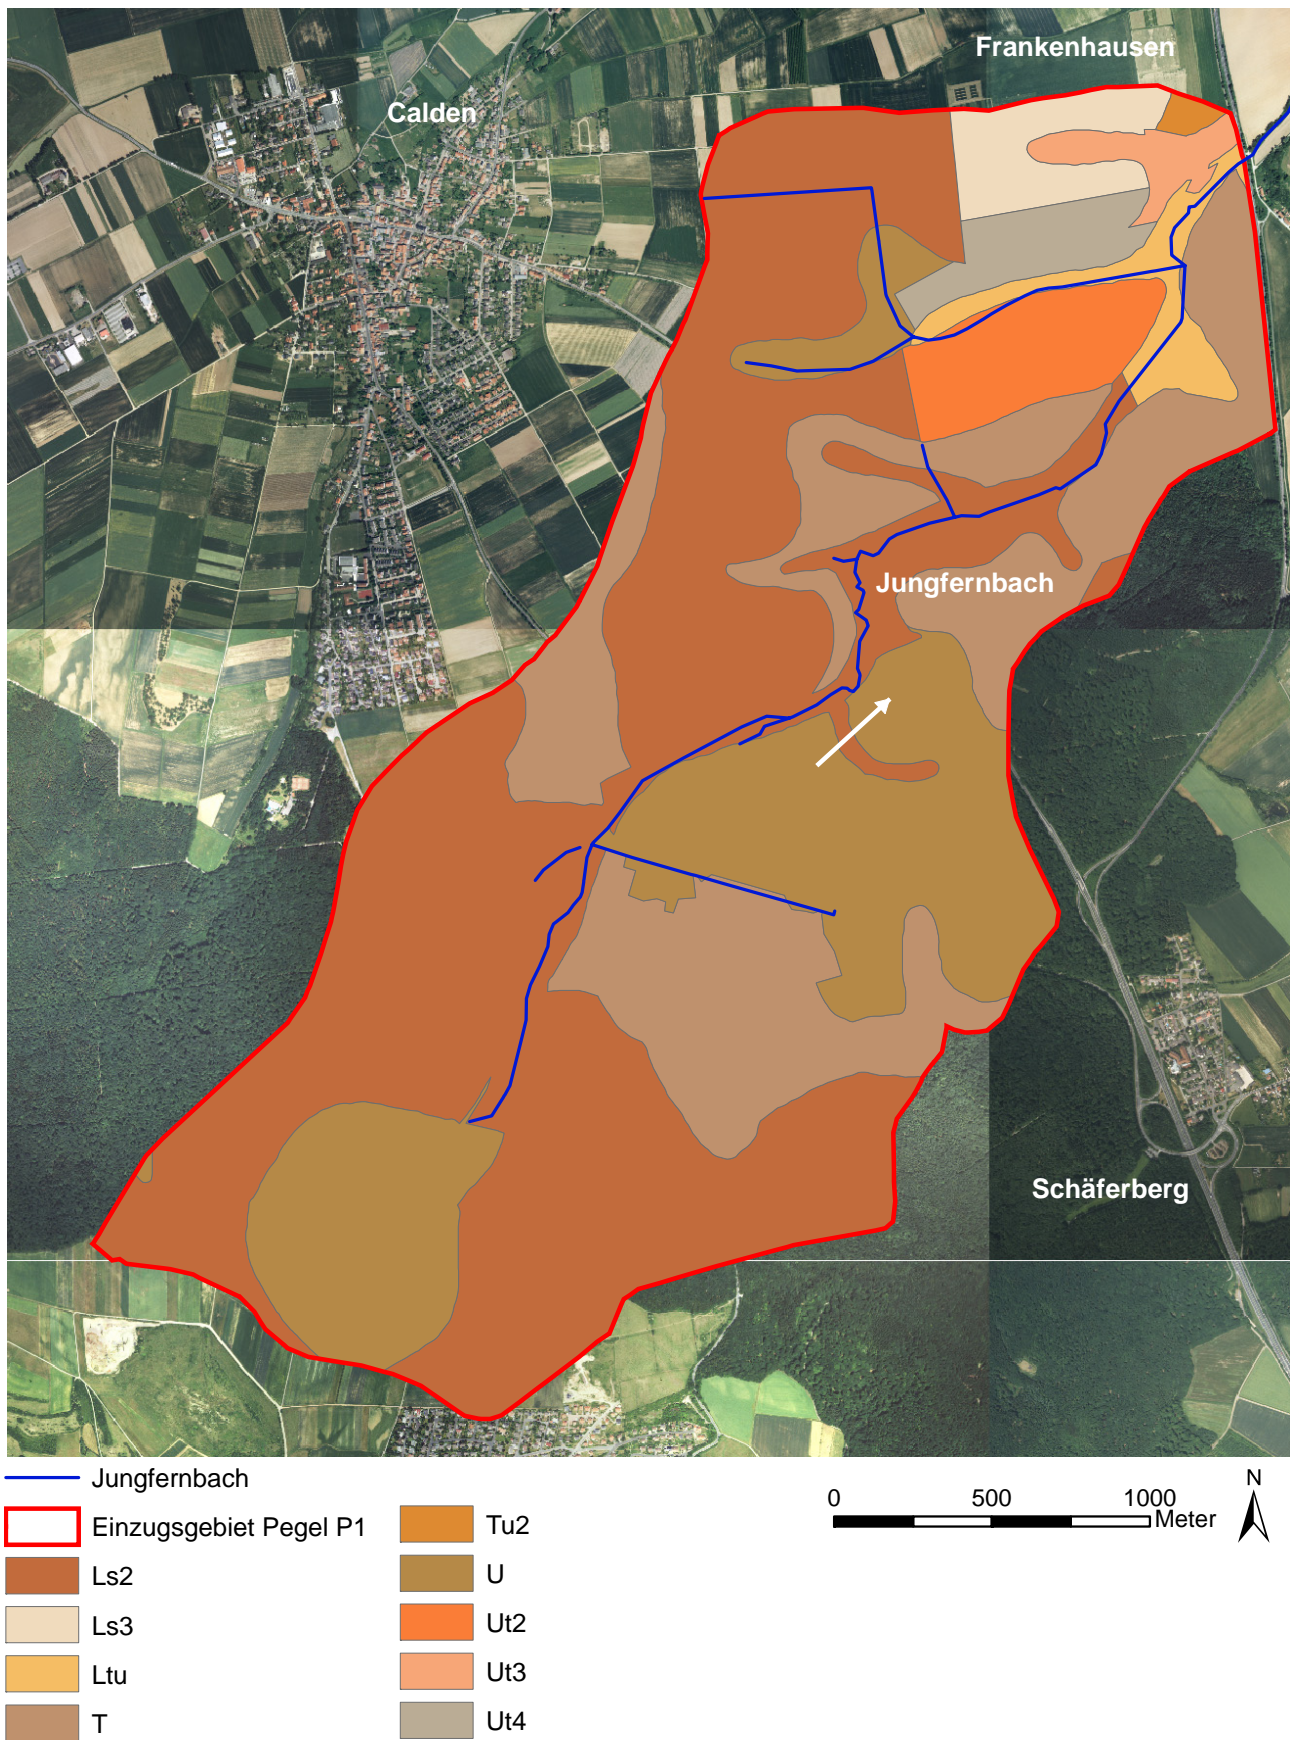 Frankenhausen
Calden
Jungfernbach
Schäferberg
Jungfernbach
Einzugsgebiet Pegel P1
Ls2
Ls3
Ltu
T
Tu2
U
Ut2
Ut3
Ut4
0 500 1000
Meter
N